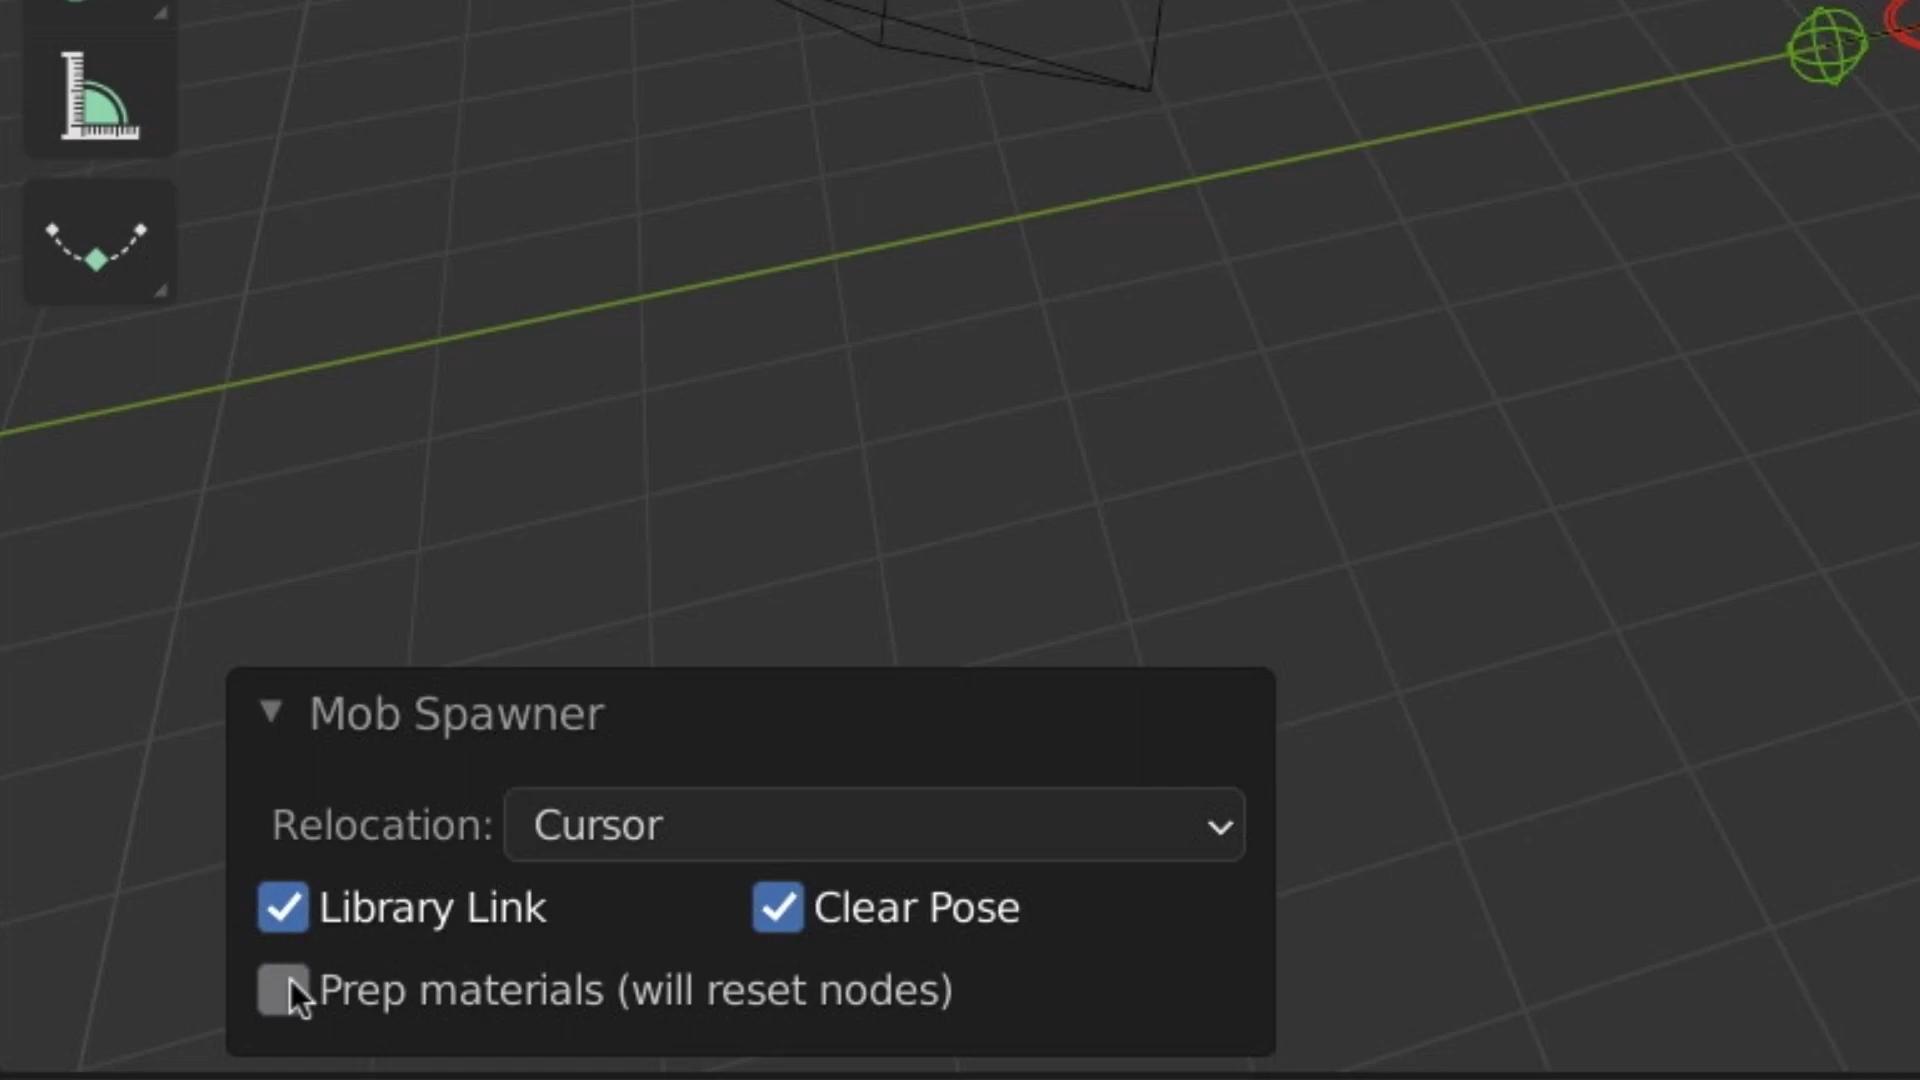 Mob Spawner
Relocation: Cursor
Library Link Clear Pose
Prep materials (will reset nodes)